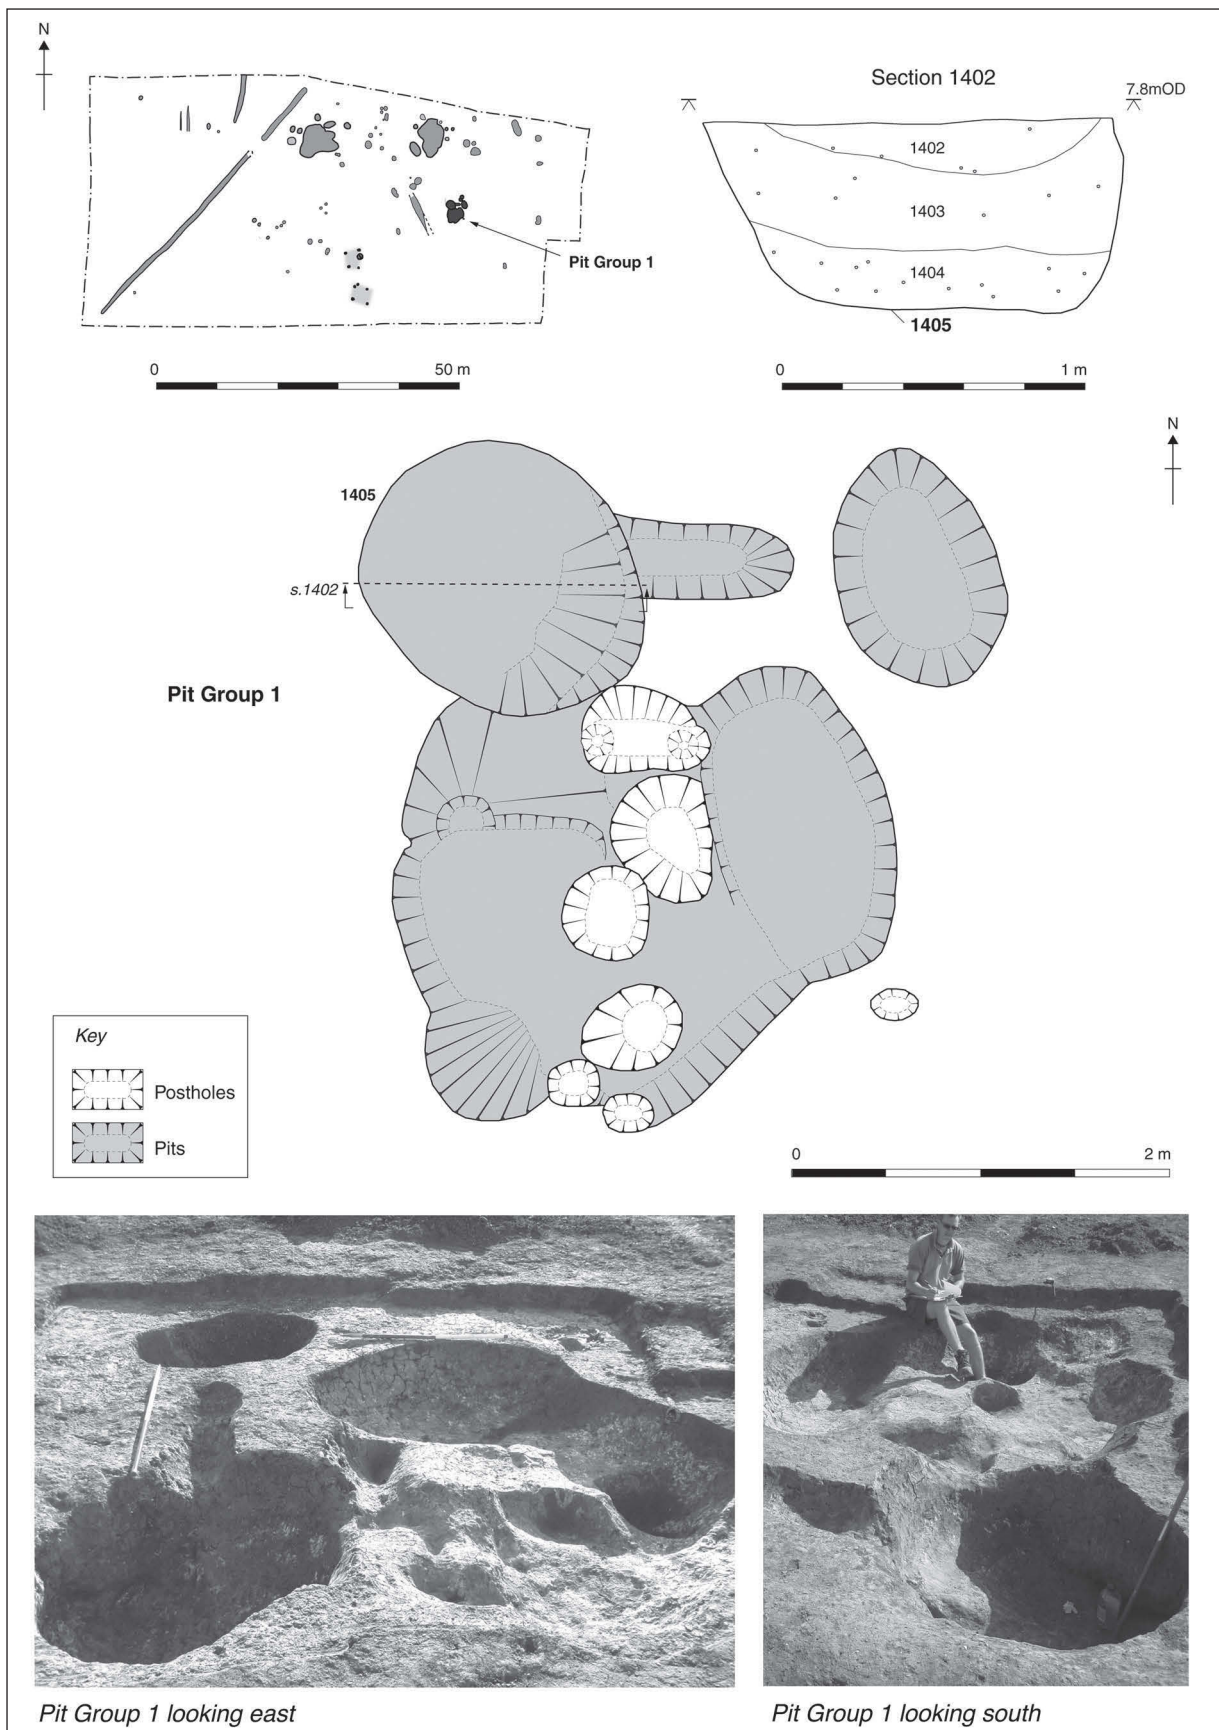 N
Section 1402
7.8mOD
1402
1403
1404
1405
Pit Group 1
0 50 m
0 1 m
N
1405
s.1402
Pit Group 1
Key
Postholes
Pits
0 2 m
Pit Group 1 looking east
Pit Group 1 looking south